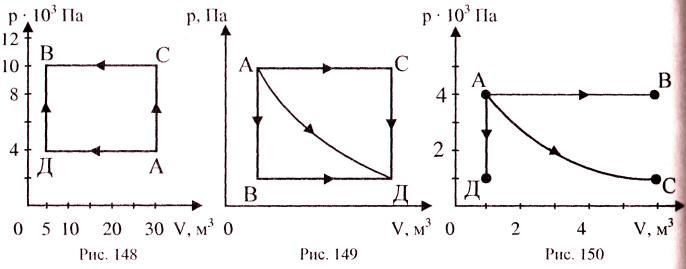 p · 10³ Па
12
10
8
4
0 5 10 20 30 V, м³
В С
Д А
Рис. 148
p, Па
А С
В Д
0 V, м³
Рис. 149
p · 10³ Па
4
2
0 2 4 V, м³
А В
Д С
Рис. 150